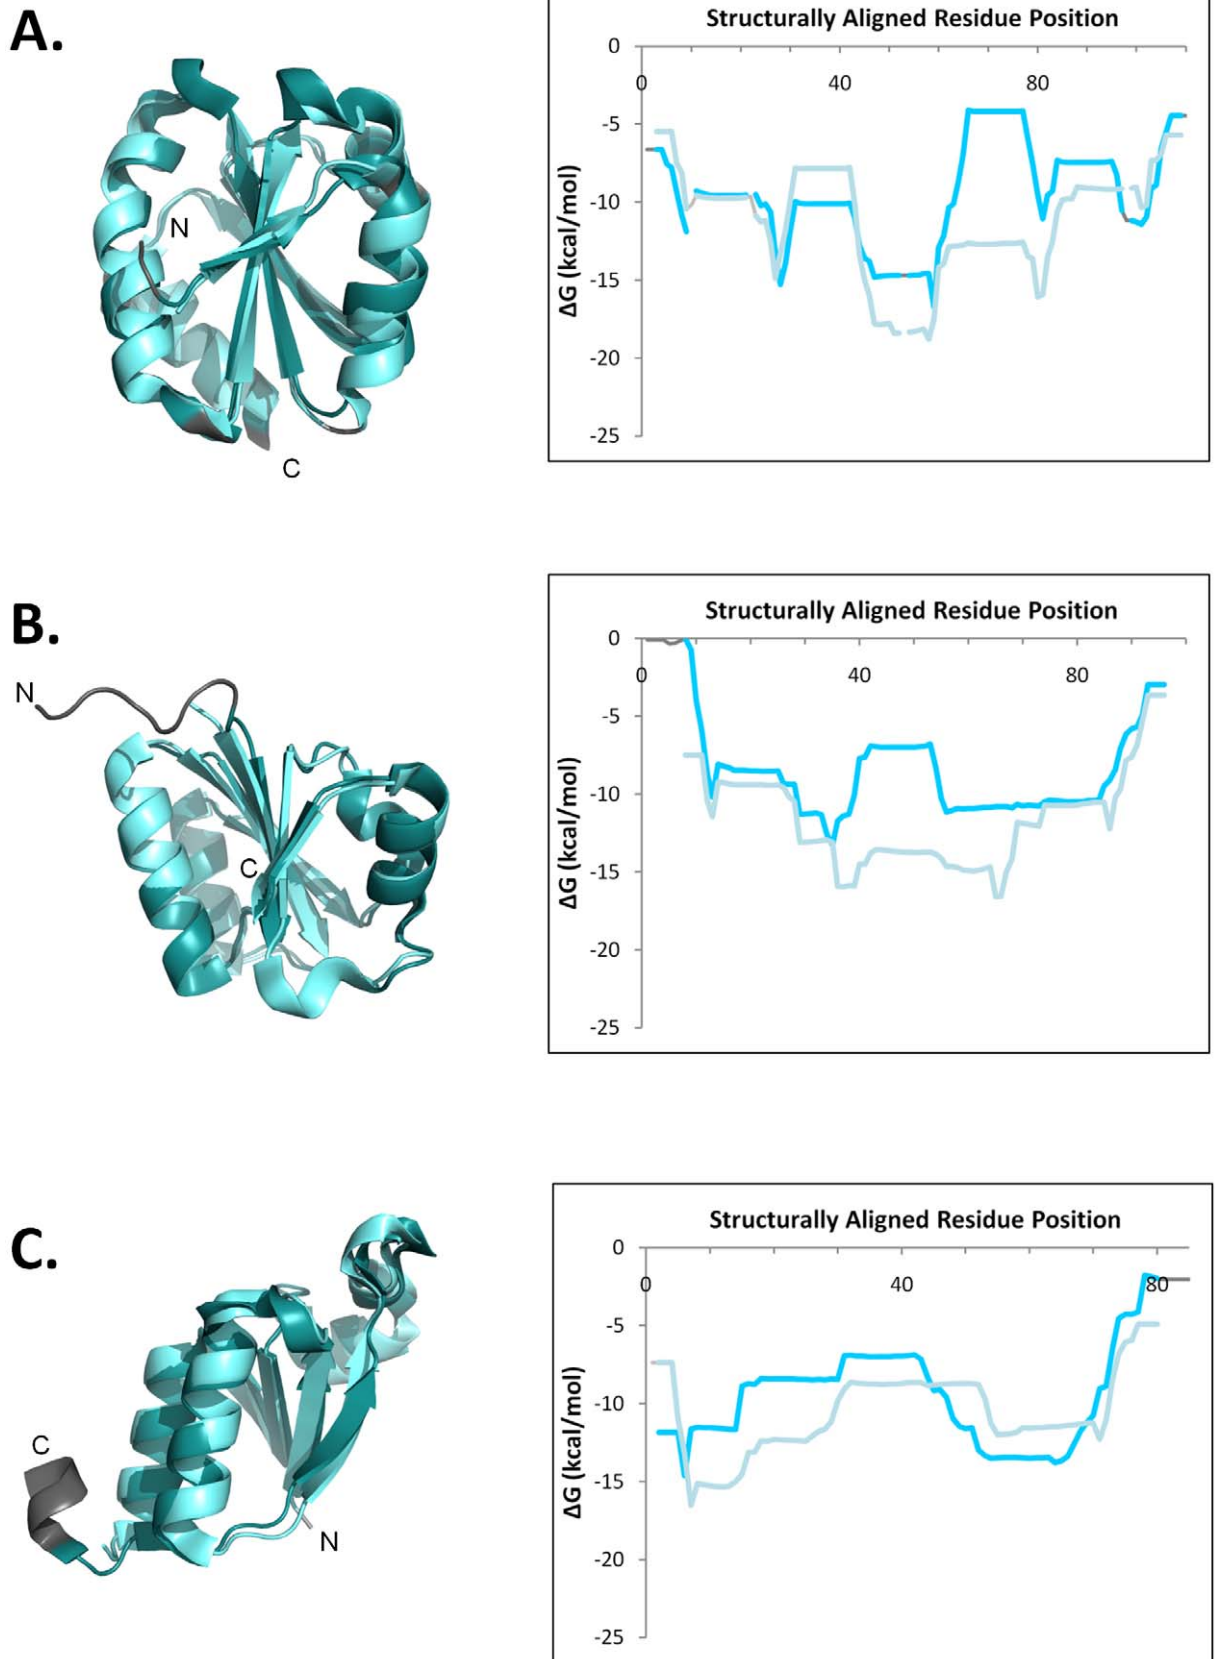 A.
N
C
Structurally Aligned Residue Position
0
0 40 80
-5
-10
-15
-20
-25
ΔG (kcal/mol)
B.
N
C
Structurally Aligned Residue Position
0
0 40 80
-5
-10
-15
-20
-25
ΔG (kcal/mol)
C.
C
N
Structurally Aligned Residue Position
0
0 40 80
-5
-10
-15
-20
-25
ΔG (kcal/mol)